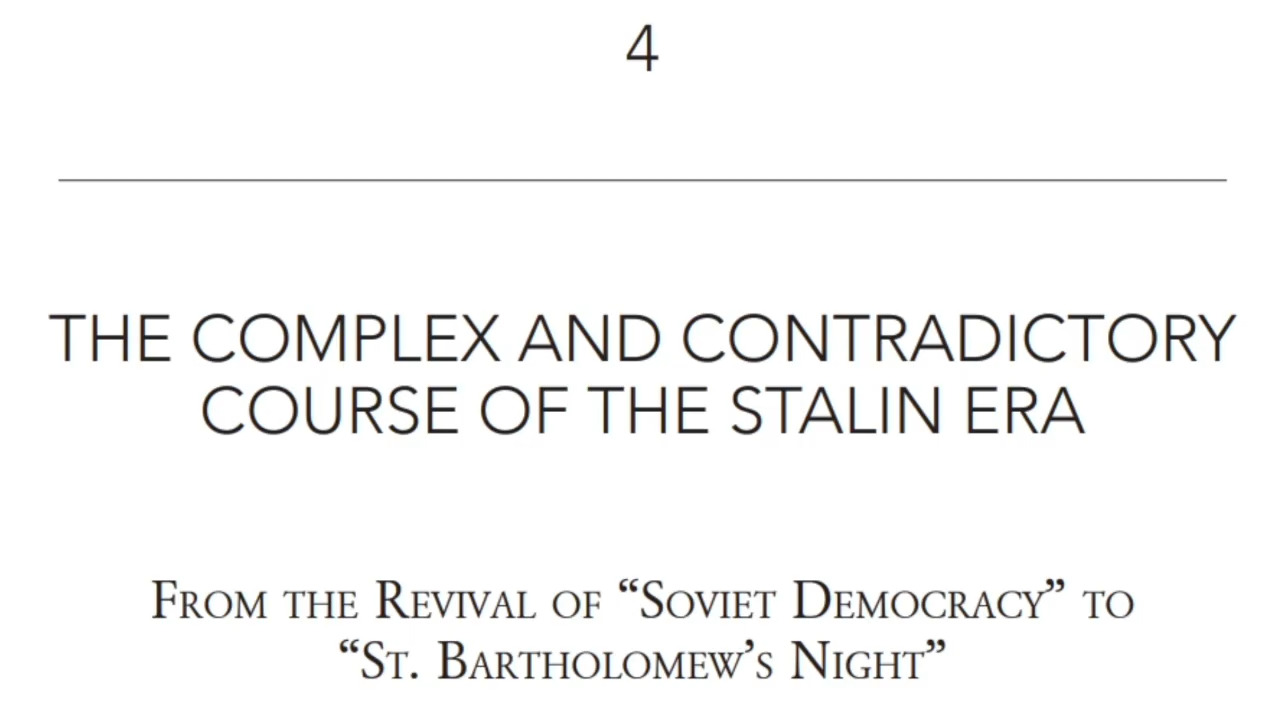 4
THE COMPLEX AND CONTRADICTORY
COURSE OF THE STALIN ERA
From the Revival of “Soviet Democracy” to
“St. Bartholomew’s Night”